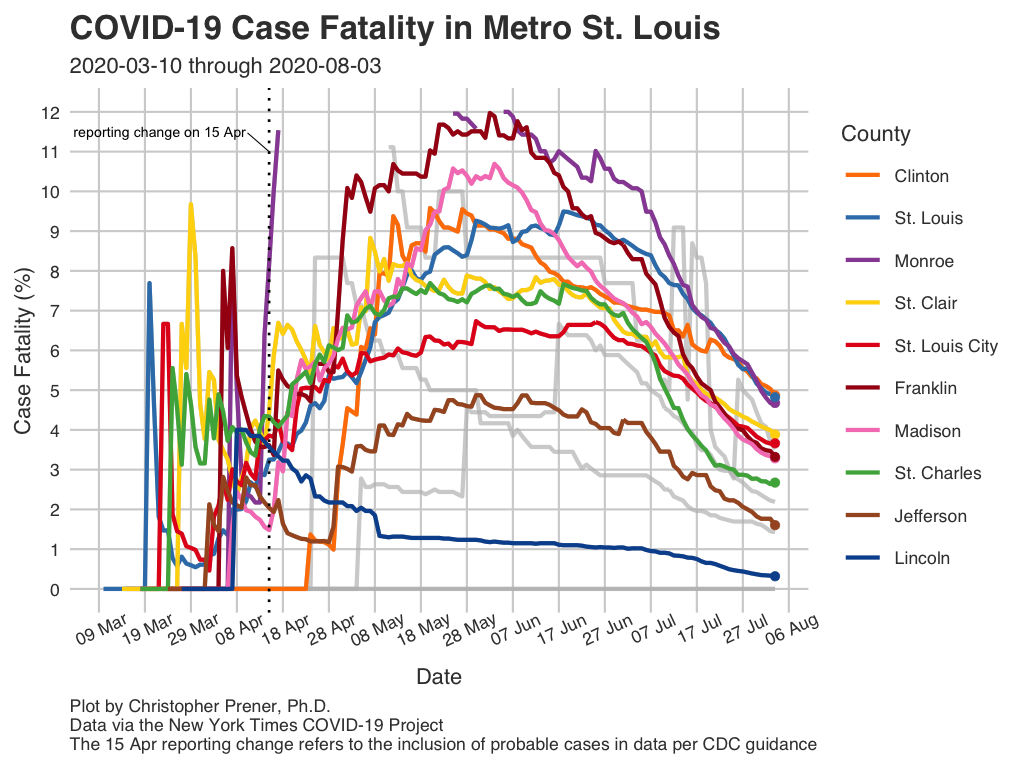 COVID-19 Case Fatality in Metro St. Louis
2020-03-10 through 2020-08-03
reporting change on 15 Apr
Case Fatality (%)
12
11
10
9
8
7
6
5
4
3
2
1
0
09 Mar
19 Mar
29 Mar
08 Apr
18 Apr
28 Apr
08 May
18 May
28 May
07 Jun
17 Jun
27 Jun
07 Jul
17 Jul
27 Jul
06 Aug
Date
County
Clinton
St. Louis
Monroe
St. Clair
St. Louis City
Franklin
Madison
St. Charles
Jefferson
Lincoln
Plot by Christopher Prener, Ph.D.
Data via the New York Times COVID-19 Project
The 15 Apr reporting change refers to the inclusion of probable cases in data per CDC guidance